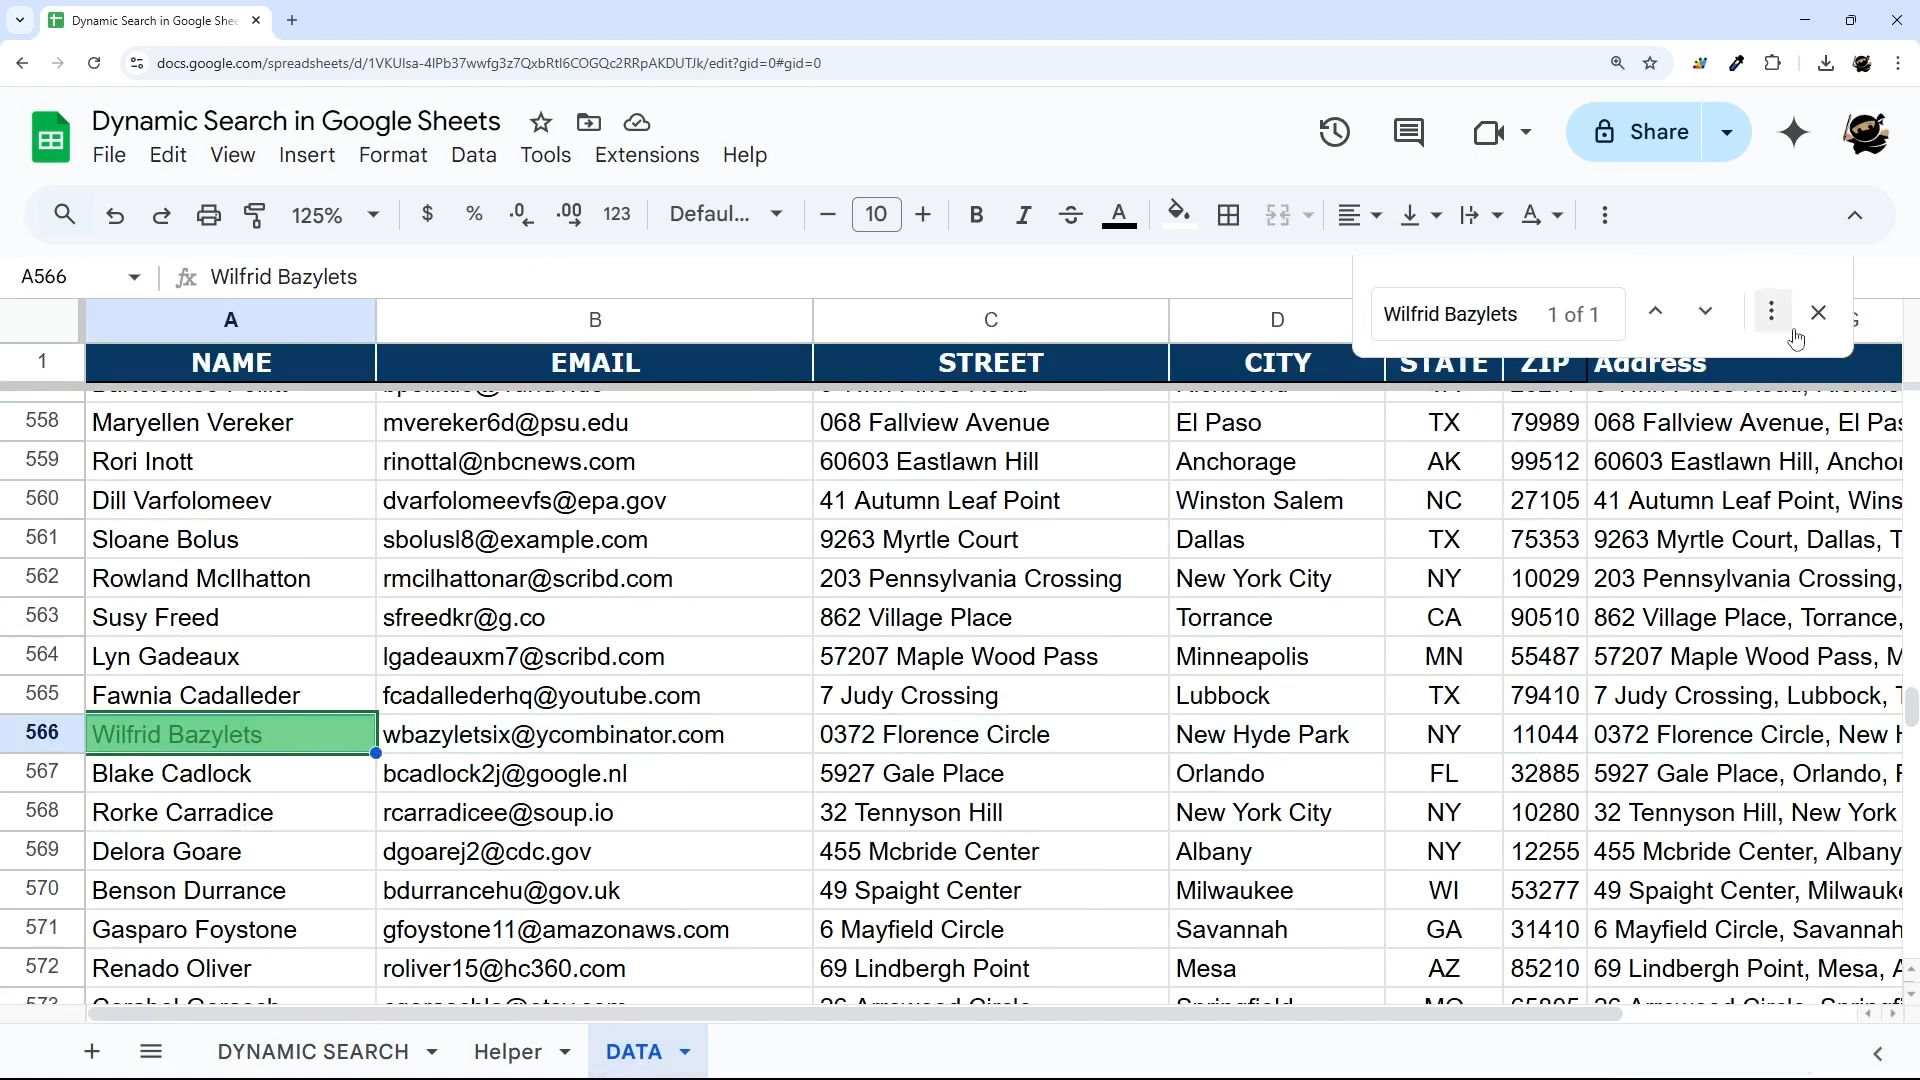 Dynamic Search in Google Shee
docs.google.com/spreadsheets/d/1VKUlsa-4lPb37wwfg3z7QxbRtl6COGQc2RRpAKDUTJk/edit?gid=0#gid=0
Dynamic Search in Google Sheets
File Edit View Insert Format Data Tools Extensions Help
Share
125% $ % .0 .00 123 Defaul... 10 B I A
A566 fx Wilfrid Bazylets
Wilfrid Bazylets 1 of 1
A B C D G
1 NAME EMAIL STREET CITY STATE ZIP Address
558 Maryellen Vereker mvereker6d@psu.edu 068 Fallview Avenue El Paso TX 79989 068 Fallview Avenue, El Pas
559 Rori Inott rinottal@nbcnews.com 60603 Eastlawn Hill Anchorage AK 99512 60603 Eastlawn Hill, Anchor
560 Dill Varfolomeev dvarfolomeevfs@epa.gov 41 Autumn Leaf Point Winston Salem NC 27105 41 Autumn Leaf Point, Wins
561 Sloane Bolus sbolusl8@example.com 9263 Myrtle Court Dallas TX 75353 9263 Myrtle Court, Dallas, T
562 Rowland McIlhatton rmcilhattonar@scribd.com 203 Pennsylvania Crossing New York City NY 10029 203 Pennsylvania Crossing,
563 Susy Freed sfreedkr@g.co 862 Village Place Torrance CA 90510 862 Village Place, Torrance,
564 Lyn Gadeaux lgadeauxm7@scribd.com 57207 Maple Wood Pass Minneapolis MN 55487 57207 Maple Wood Pass, M
565 Fawnia Cadalleder fcadallederhq@youtube.com 7 Judy Crossing Lubbock TX 79410 7 Judy Crossing, Lubbock, T
566 Wilfrid Bazylets wbazyletsix@ycombinator.com 0372 Florence Circle New Hyde Park NY 11044 0372 Florence Circle, New H
567 Blake Cadlock bcadlock2j@google.nl 5927 Gale Place Orlando FL 32885 5927 Gale Place, Orlando, F
568 Rorke Carradice rcarradicee@soup.io 32 Tennyson Hill New York City NY 10280 32 Tennyson Hill, New York
569 Delora Goare dgoarej2@cdc.gov 455 Mcbride Center Albany NY 12255 455 Mcbride Center, Albany
570 Benson Durrance bdurrancehu@gov.uk 49 Spaight Center Milwaukee WI 53277 49 Spaight Center, Milwauke
571 Gasparo Foystone gfoystone11@amazonaws.com 6 Mayfield Circle Savannah GA 31410 6 Mayfield Circle, Savannah
572 Renado Oliver roliver15@hc360.com 69 Lindbergh Point Mesa AZ 85210 69 Lindbergh Point, Mesa, A
DYNAMIC SEARCH Helper DATA